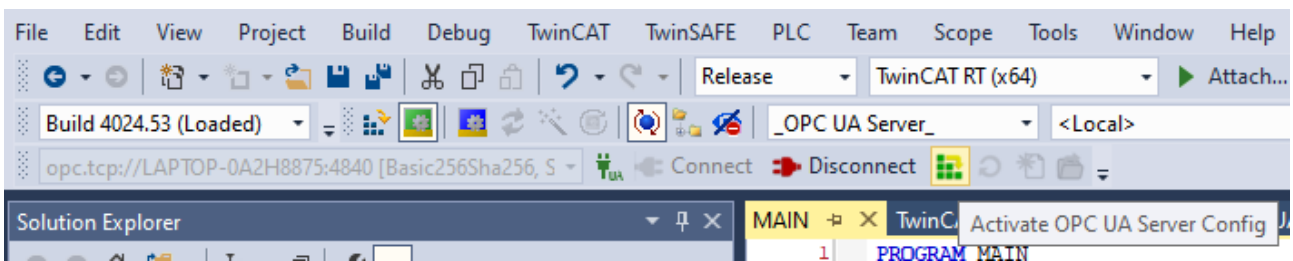 File Edit View Project Build Debug TwinCAT TwinSAFE PLC Team Scope Tools Window Help
Release TwinCAT RT (x64) Attach...
Build 4024.53 (Loaded) _OPC UA Server_ <Local>
opc.tcp://LAPTOP-0A2H8875:4840 [Basic256Sha256, S UA Connect Disconnect
Solution Explorer MAIN TwinC Activate OPC UA Server Config
1 PROGRAM MAIN